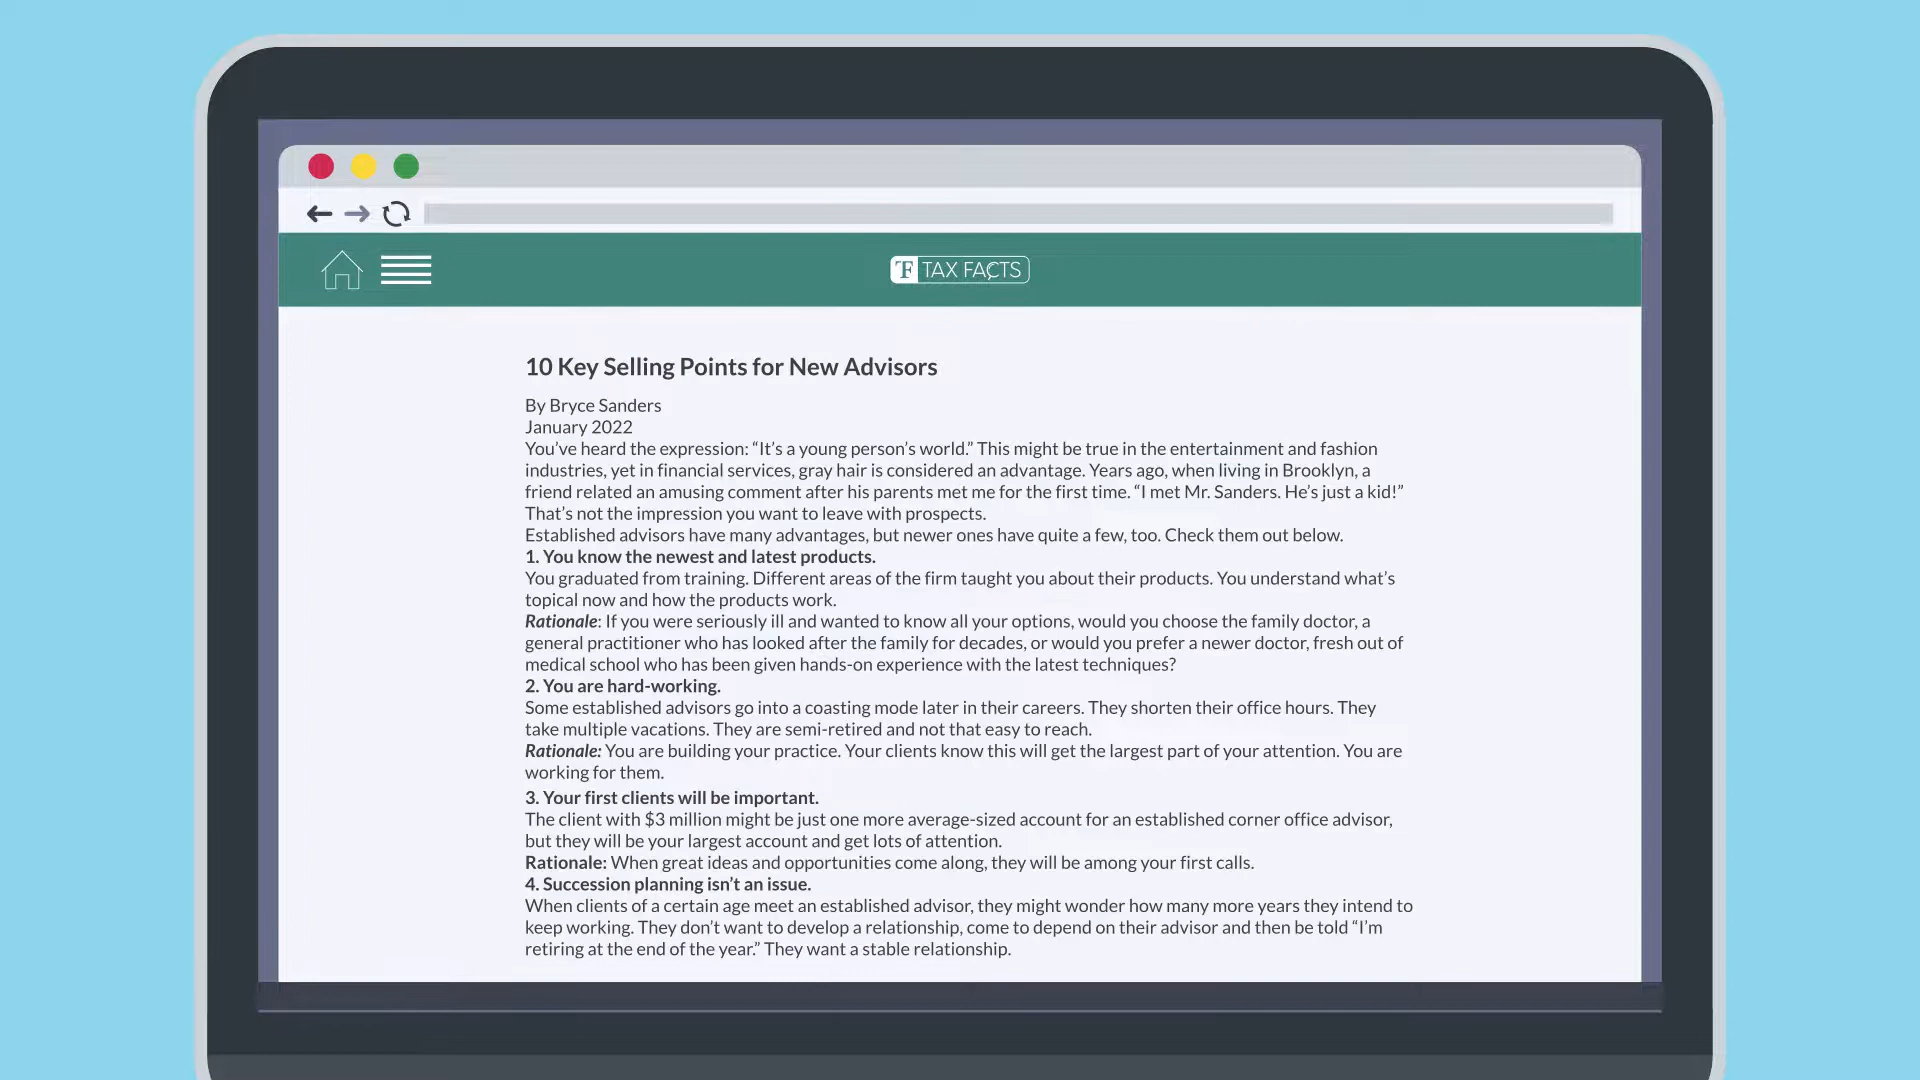 TF TAX FACTS
10 Key Selling Points for New Advisors
By Bryce Sanders
January 2022
You’ve heard the expression: “It’s a young person’s world.” This might be true in the entertainment and fashion
industries, yet in financial services, gray hair is considered an advantage. Years ago, when living in Brooklyn, a
friend related an amusing comment after his parents met me for the first time. “I met Mr. Sanders. He’s just a kid!”
That’s not the impression you want to leave with prospects.
Established advisors have many advantages, but newer ones have quite a few, too. Check them out below.
1. You know the newest and latest products.
You graduated from training. Different areas of the firm taught you about their products. You understand what’s
topical now and how the products work.
Rationale: If you were seriously ill and wanted to know all your options, would you choose the family doctor, a
general practitioner who has looked after the family for decades, or would you prefer a newer doctor, fresh out of
medical school who has been given hands-on experience with the latest techniques?
2. You are hard-working.
Some established advisors go into a coasting mode later in their careers. They shorten their office hours. They
take multiple vacations. They are semi-retired and not that easy to reach.
Rationale: You are building your practice. Your clients know this will get the largest part of your attention. You are
working for them.
3. Your first clients will be important.
The client with $3 million might be just one more average-sized account for an established corner office advisor,
but they will be your largest account and get lots of attention.
Rationale: When great ideas and opportunities come along, they will be among your first calls.
4. Succession planning isn’t an issue.
When clients of a certain age meet an established advisor, they might wonder how many more years they intend to
keep working. They don’t want to develop a relationship, come to depend on their advisor and then be told “I’m
retiring at the end of the year.” They want a stable relationship.